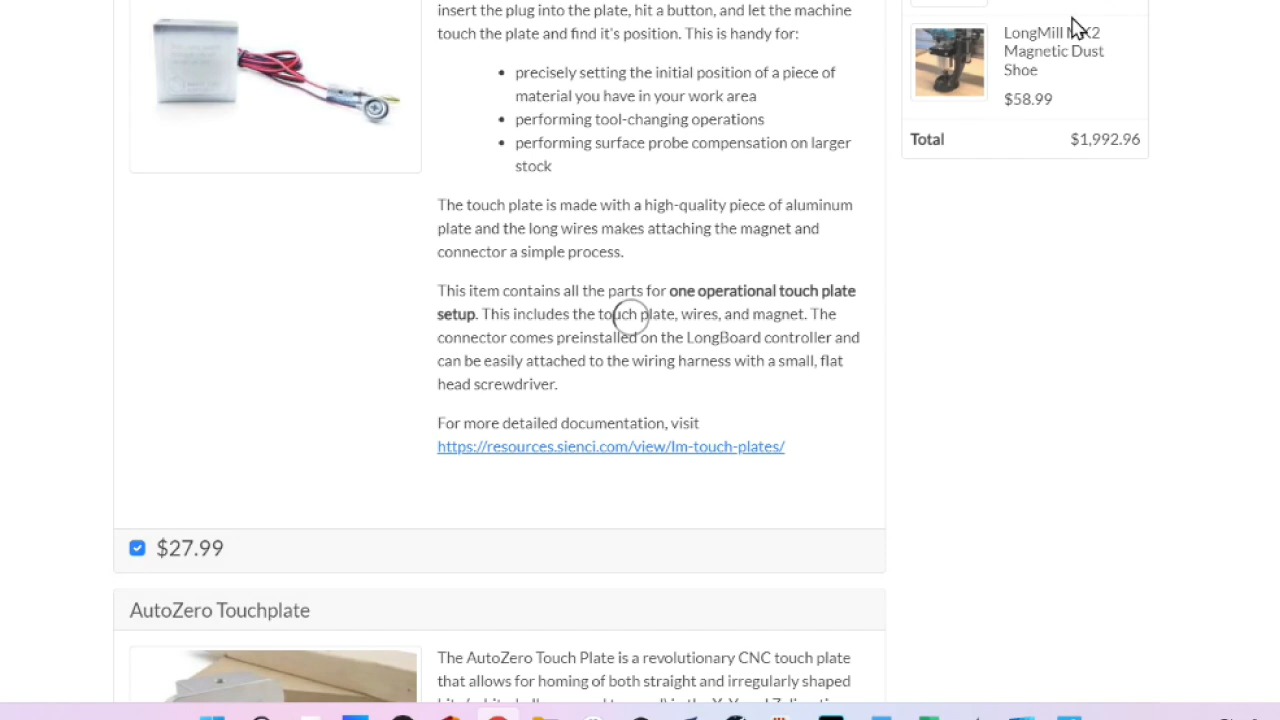 insert the plug into the plate, hit a button, and let the machine
touch the plate and find it's position. This is handy for:
• precisely setting the initial position of a piece of
material you have in your work area
• performing tool-changing operations
• performing surface probe compensation on larger
stock
The touch plate is made with a high-quality piece of aluminum
plate and the long wires makes attaching the magnet and
connector a simple process.
This item contains all the parts for one operational touch plate
setup. This includes the touch plate, wires, and magnet. The
connector comes preinstalled on the LongBoard controller and
can be easily attached to the wiring harness with a small, flat
head screwdriver.
For more detailed documentation, visit
https://resources.sienci.com/view/lm-touch-plates/
$27.99
AutoZero Touchplate
The AutoZero Touch Plate is a revolutionary CNC touch plate
that allows for homing of both straight and irregularly shaped
LongMill MK2
Magnetic Dust
Shoe
$58.99
Total $1,992.96